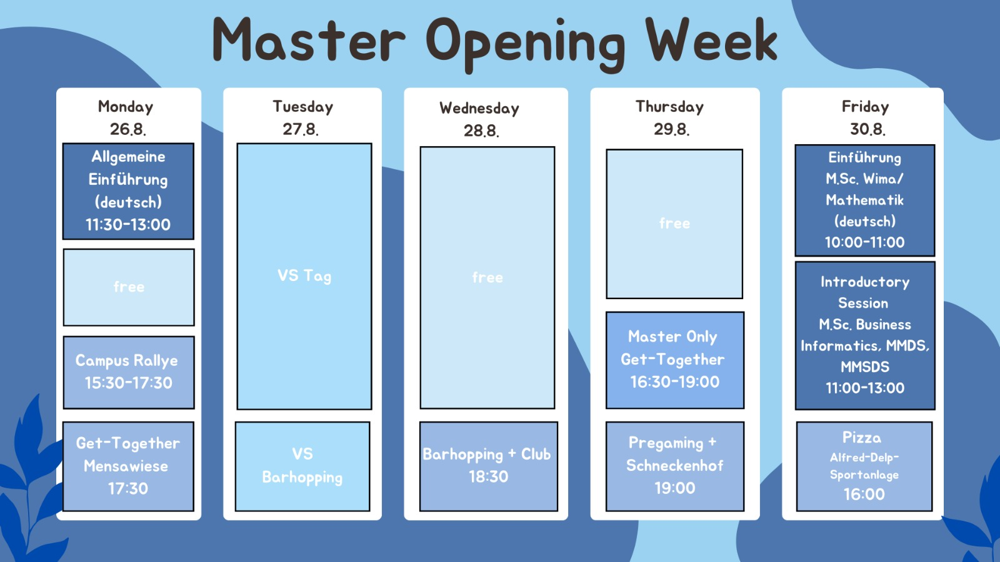 Master Opening Week
Monday
26.8.
Allgemeine
Einführung
(deutsch)
11:30-13:00
free
Campus Rallye
15:30-17:30
Get-Together
Mensawiese
17:30
Tuesday
27.8.
VS Tag
VS
Barhopping
Wednesday
28.8.
free
Barhopping + Club
18:30
Thursday
29.8.
free
Master Only
Get-Together
16:30-19:00
Pregaming +
Schneckenhof
19:00
Friday
30.8.
Einführung
M.Sc. Wima/
Mathematik
(deutsch)
10:00-11:00
Introductory
Session
M.Sc. Business
Informatics, MMDS,
MMSDS
11:00-13:00
Pizza
Alfred-Delp-
Sportanlage
16:00